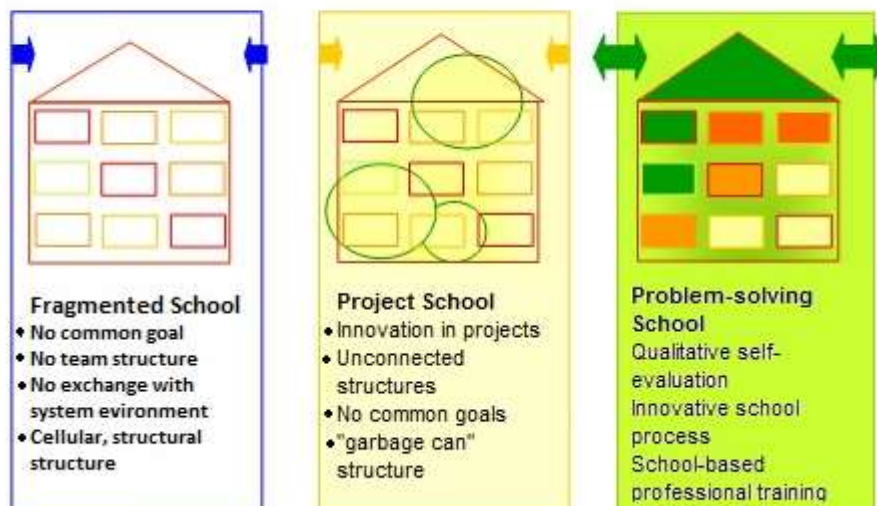 Fragmented School
• No common goal
• No team structure
• No exchange with
system evironment
• Cellular, structural
structure
Project School
• Innovation in projects
• Unconnected
structures
• No common goals
• "garbage can"
structure
Problem-solving
School
Qualitative self-
evaluation
Innovative school
process
School-based
professional training